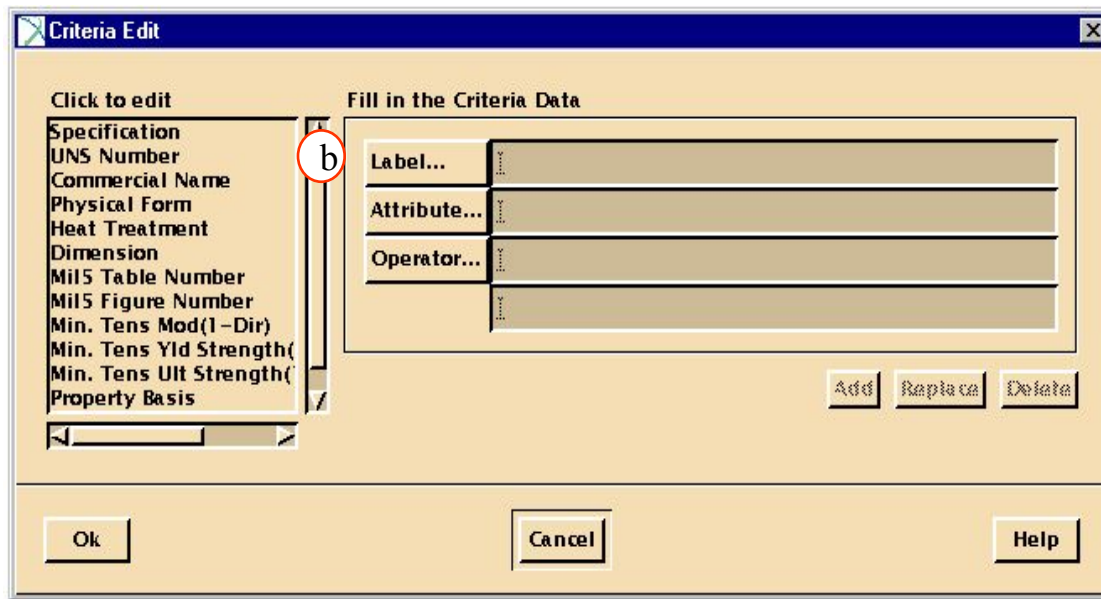 Criteria Edit
Click to edit
Specification
UNS Number
Commercial Name
Physical Form
Heat Treatment
Dimension
Mil5 Table Number
Mil5 Figure Number
Min. Tens Mod(1-Dir)
Min. Tens Yld Strength(
Min. Tens Ult Strength(
Property Basis
b
Fill in the Criteria Data
Label...
Attribute...
Operator...
Add Replace Delete
Ok Cancel Help